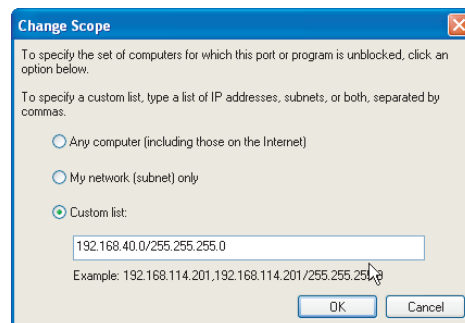 Change Scope
To specify the set of computers for which this port or program is unblocked, click an
option below.
To specify a custom list, type a list of IP addresses, subnets, or both, separated by
commas.
Any computer (including those on the Internet)
My network (subnet) only
Custom list:
192.168.40.0/255.255.255.0
Example: 192.168.114.201,192.168.114.201/255.255.255.0
OK
Cancel